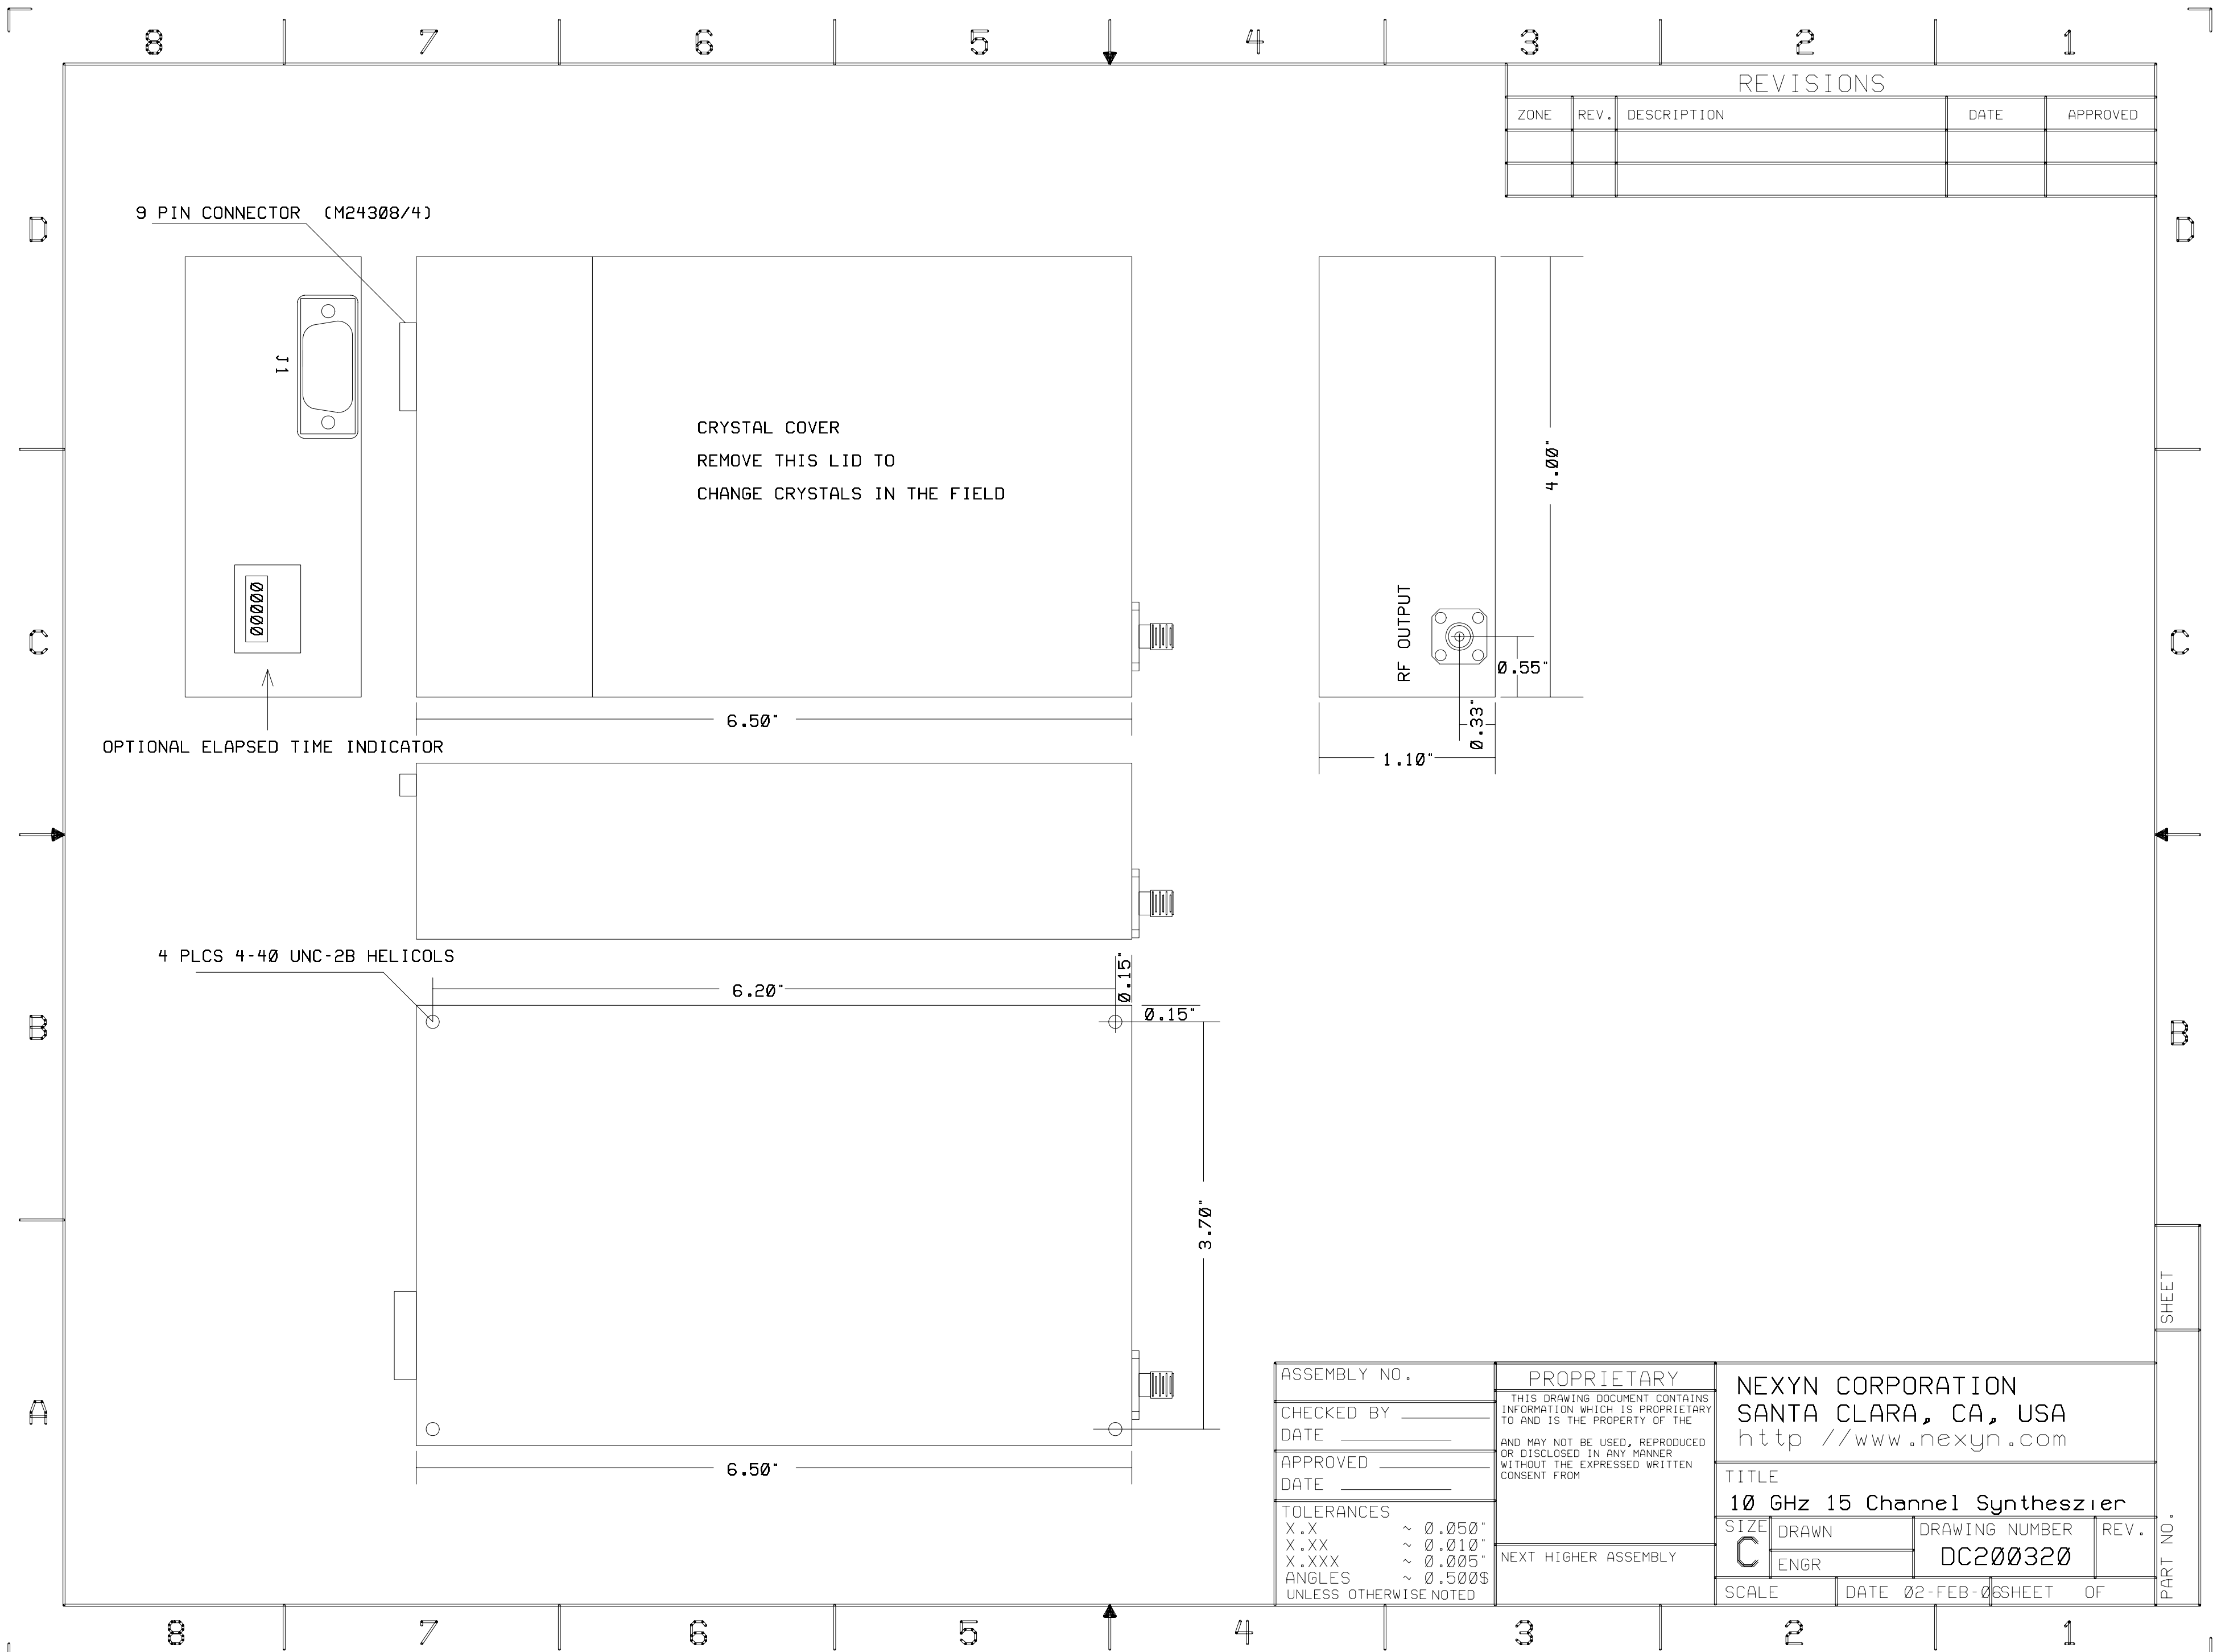 8 7 6 5 4 3 2 1
REVISIONS
ZONE REV. DESCRIPTION DATE APPROVED
D D
9 PIN CONNECTOR (M24308/4)
J1
CRYSTAL COVER
REMOVE THIS LID TO
CHANGE CRYSTALS IN THE FIELD
4.00"
00000
RF OUTPUT
C C
0.55"
0.33"
6.50"
1.10"
OPTIONAL ELAPSED TIME INDICATOR
4 PLCS 4-40 UNC-2B HELICOLS
0.15"
6.20"
0.15"
B B
3.70"
6.50"
A
SHEET
PART NO.
ASSEMBLY NO.
CHECKED BY
DATE
APPROVED
DATE
TOLERANCES
X.X ~ 0.050"
X.XX ~ 0.010"
X.XXX ~ 0.005"
ANGLES ~ 0.500$
UNLESS OTHERWISE NOTED
PROPRIETARY
THIS DRAWING DOCUMENT CONTAINS
INFORMATION WHICH IS PROPRIETARY
TO AND IS THE PROPERTY OF THE
AND MAY NOT BE USED, REPRODUCED
OR DISCLOSED IN ANY MANNER
WITHOUT THE EXPRESSED WRITTEN
CONSENT FROM
NEXT HIGHER ASSEMBLY
NEXYN CORPORATION
SANTA CLARA, CA, USA
http //www.nexyn.com
TITLE
10 GHz 15 Channel Syntheszier
SIZE
C
DRAWN
ENGR
DRAWING NUMBER
DC200320
REV.
SCALE
DATE 02-FEB-06
SHEET OF
8 7 6 5 4 3 2 1